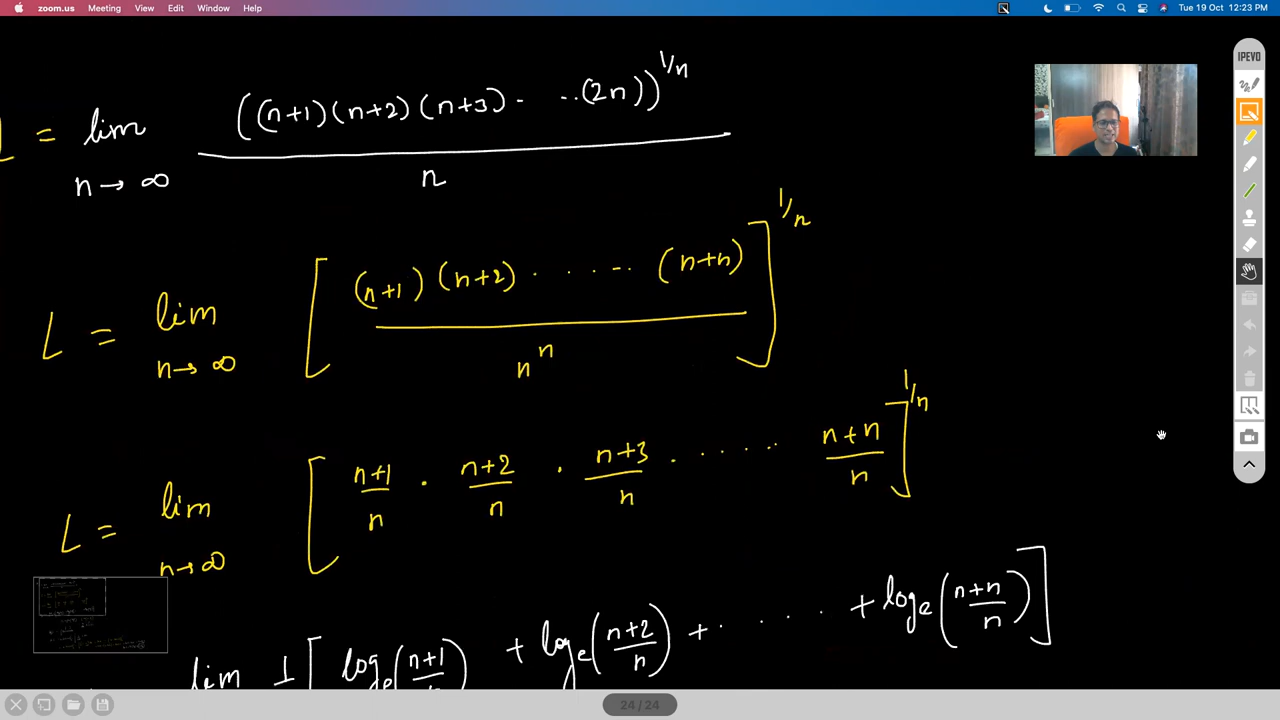 zoom.us Meeting View Edit Window Help Tue 19 Oct 12:23 PM
IPEVO
= lim n→∞ ((n+1)(n+2)(n+3)· ··(2n))^1/n / n
L = lim n→∞ [ (n+1)(n+2)······(n+n) / n^n ]^1/n
L = lim n→∞ [ n+1/n · n+2/n · n+3/n ······ n+n/n ]^1/n
lim 1 [ loge(n+1/ ) + loge(n+2/n) + ····· + loge(n+n/n) ]
24 / 24